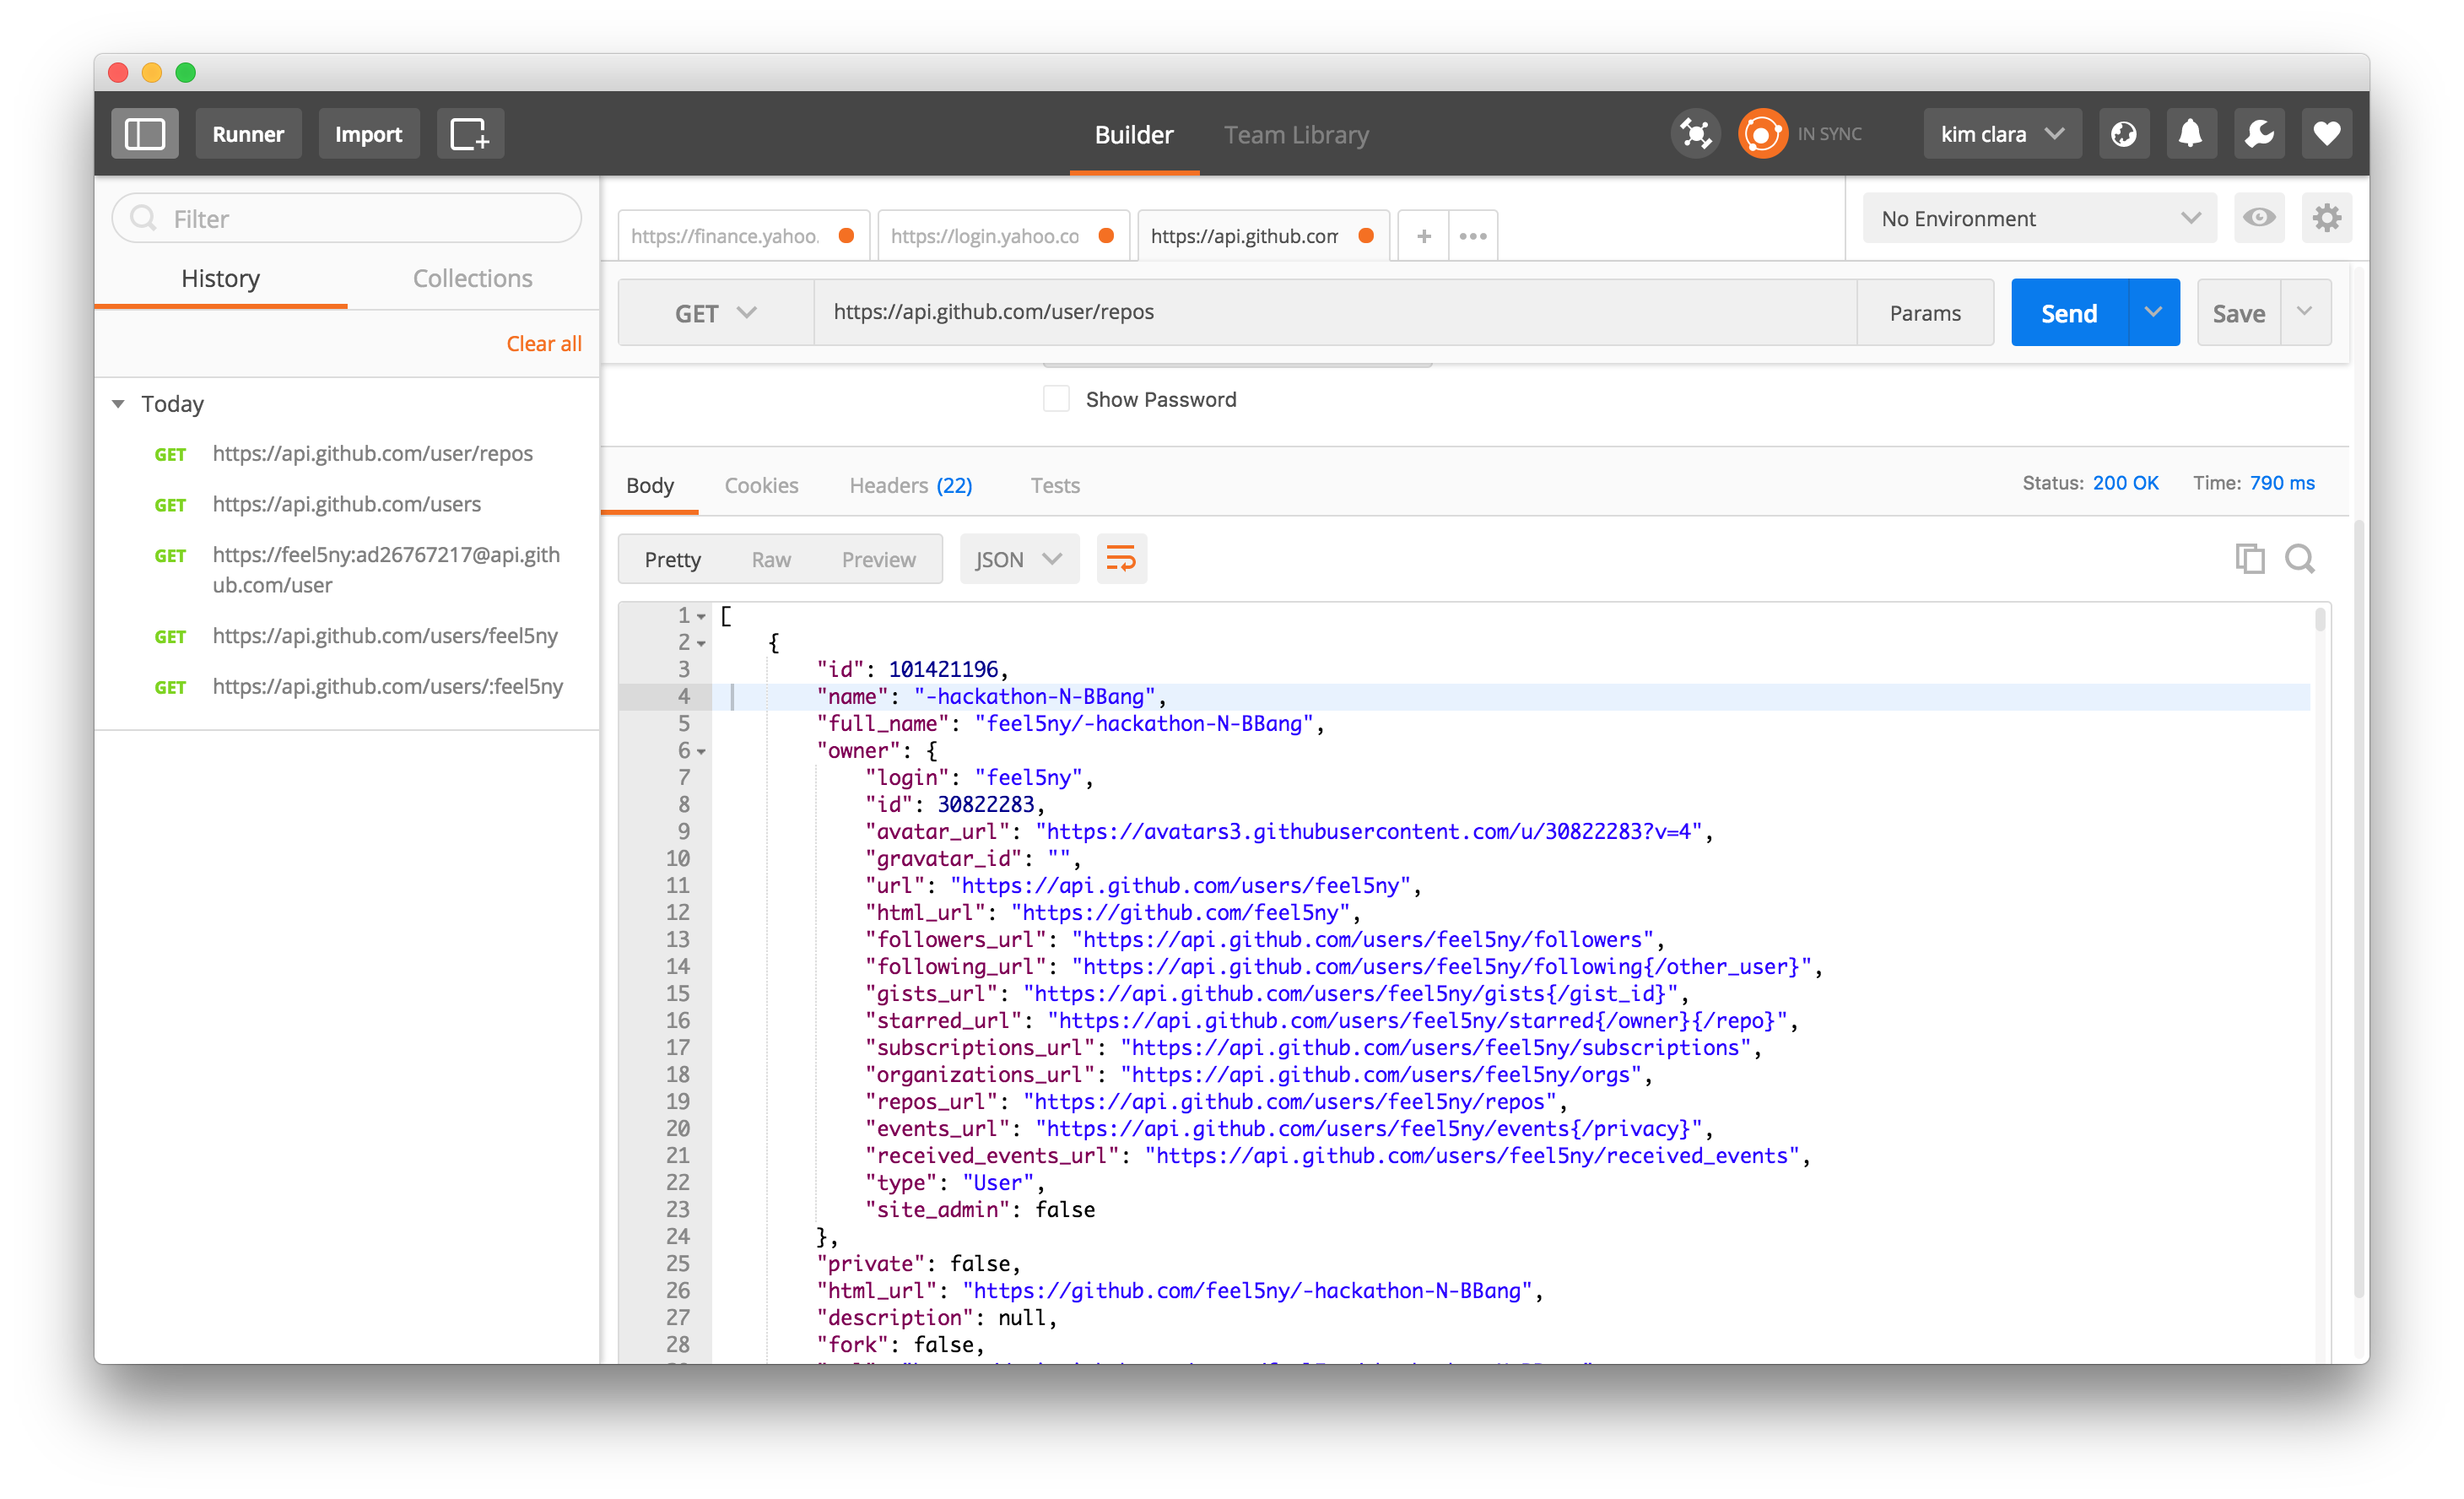 Runner
Import
Builder
Team Library
IN SYNC
kim clara
Filter
History
Collections
Clear all
Today
GET https://api.github.com/user/repos
GET https://api.github.com/users
GET https://feel5ny:ad26767217@api.gith
ub.com/user
GET https://api.github.com/users/feel5ny
GET https://api.github.com/users/:feel5ny
https://finance.yahoo.
https://login.yahoo.co
https://api.github.com
No Environment
GET
https://api.github.com/user/repos
Params
Send
Save
Show Password
Body
Cookies
Headers (22)
Tests
Status: 200 OK
Time: 790 ms
Pretty
Raw
Preview
JSON
1 [
2 {
3 "id": 101421196,
4 "name": "-hackathon-N-BBang",
5 "full_name": "feel5ny/-hackathon-N-BBang",
6 "owner": {
7 "login": "feel5ny",
8 "id": 30822283,
9 "avatar_url": "https://avatars3.githubusercontent.com/u/30822283?v=4",
10 "gravatar_id": "",
11 "url": "https://api.github.com/users/feel5ny",
12 "html_url": "https://github.com/feel5ny",
13 "followers_url": "https://api.github.com/users/feel5ny/followers",
14 "following_url": "https://api.github.com/users/feel5ny/following{/other_user}",
15 "gists_url": "https://api.github.com/users/feel5ny/gists{/gist_id}",
16 "starred_url": "https://api.github.com/users/feel5ny/starred{/owner}{/repo}",
17 "subscriptions_url": "https://api.github.com/users/feel5ny/subscriptions",
18 "organizations_url": "https://api.github.com/users/feel5ny/orgs",
19 "repos_url": "https://api.github.com/users/feel5ny/repos",
20 "events_url": "https://api.github.com/users/feel5ny/events{/privacy}",
21 "received_events_url": "https://api.github.com/users/feel5ny/received_events",
22 "type": "User",
23 "site_admin": false
24 },
25 "private": false,
26 "html_url": "https://github.com/feel5ny/-hackathon-N-BBang",
27 "description": null,
28 "fork": false,